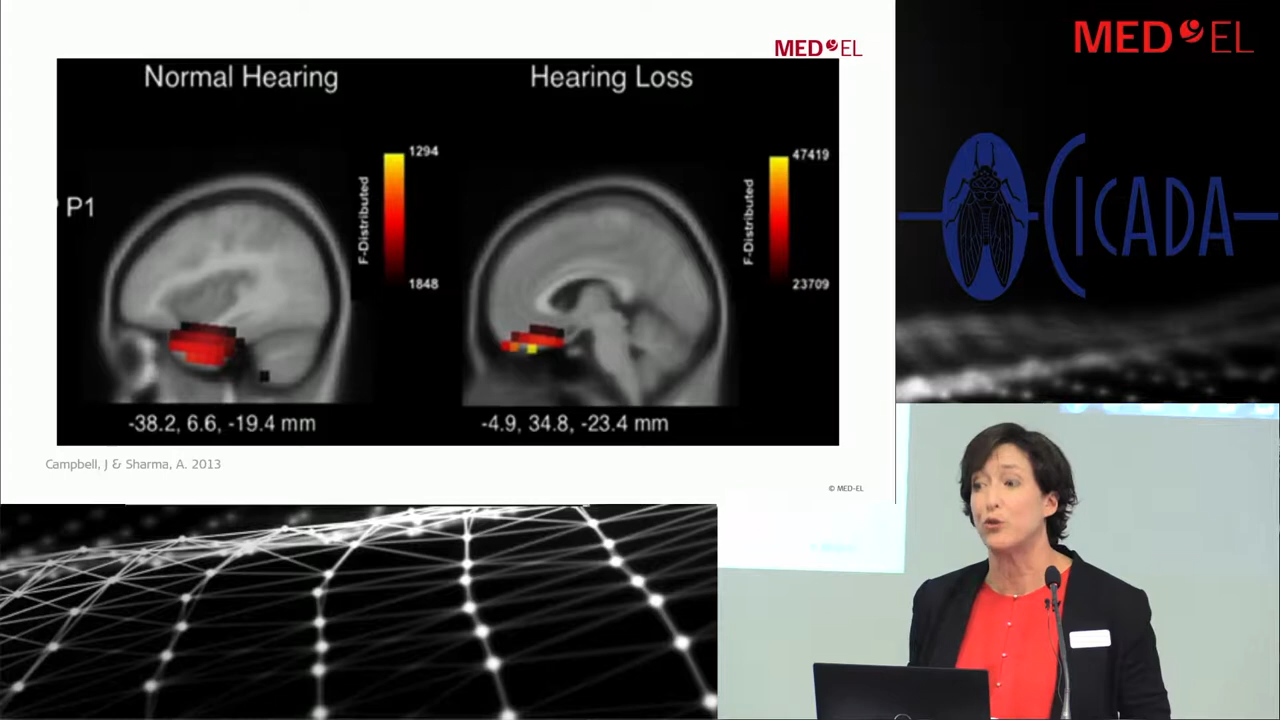 MED EL
Normal Hearing
Hearing Loss
1294
47419
F-Distributed
F-Distributed
P1
1848
23709
-38.2, 6.6, -19.4 mm
-4.9, 34.8, -23.4 mm
Campbell, J & Sharma, A. 2013
© MED-EL
MED EL
CICADA